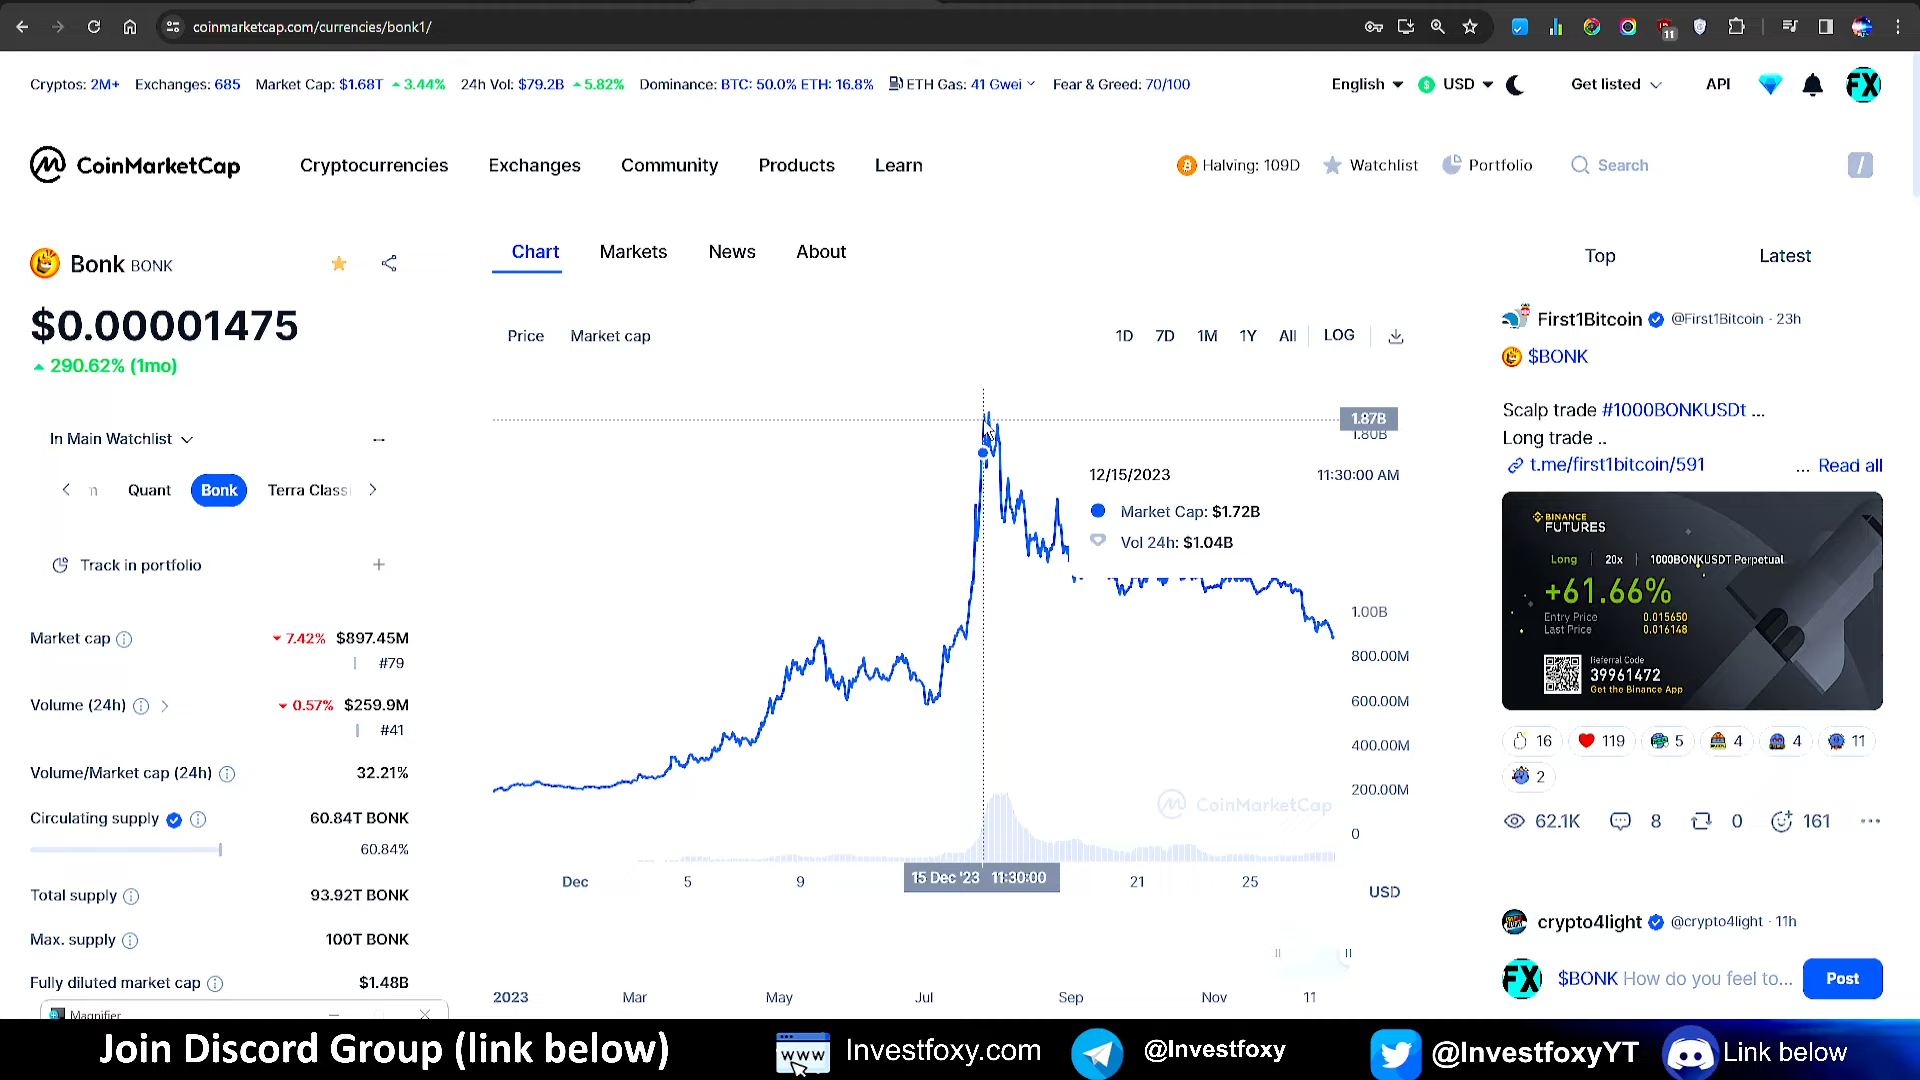 coinmarketcap.com/currencies/bonk1/
11
Cryptos: 2M+ Exchanges: 685 Market Cap: $1.68T 3.44% 24h Vol: $79.2B 5.82% Dominance: BTC: 50.0% ETH: 16.8% ETH Gas: 41 Gwei Fear & Greed: 70/100 English USD Get listed API FX
CoinMarketCap Cryptocurrencies Exchanges Community Products Learn Halving: 109D Watchlist Portfolio Search /
Bonk BONK
$0.00001475
290.62% (1mo)
In Main Watchlist
Quant Bonk Terra Classi
Track in portfolio +
Market cap 7.42% $897.45M
#79
Volume (24h) 0.57% $259.9M
#41
Volume/Market cap (24h) 32.21%
Circulating supply 60.84T BONK
60.84%
Total supply 93.92T BONK
Max. supply 100T BONK
Fully diluted market cap $1.48B
Magnifier
Chart Markets News About
Price Market cap 1D 7D 1M 1Y All LOG
1.87B
1.80B
12/15/2023 11:30:00 AM
Market Cap: $1.72B
Vol 24h: $1.04B
1.00B
800.00M
600.00M
400.00M
200.00M
CoinMarketCap
0
Dec 5 9 15 Dec '23 11:30:00 21 25
USD
2023 Mar May Jul Sep Nov 11
Top Latest
First1Bitcoin @First1Bitcoin · 23h
$BONK
Scalp trade #1000BONKUSDt ...
Long trade ..
t.me/first1bitcoin/591 ... Read all
BINANCE
FUTURES
Long 20x 1000BONKUSDT Perpetual
+61.66%
Entry Price 0.015650
Last Price 0.016148
Referral Code
39961472
Get the Binance App
16 119 5 4 4 11
2
62.1K 8 0 161
crypto4light @crypto4light · 11h
FX $BONK How do you feel to... Post
Join Discord Group (link below) www Investfoxy.com @Investfoxy @InvestfoxyYT Link below